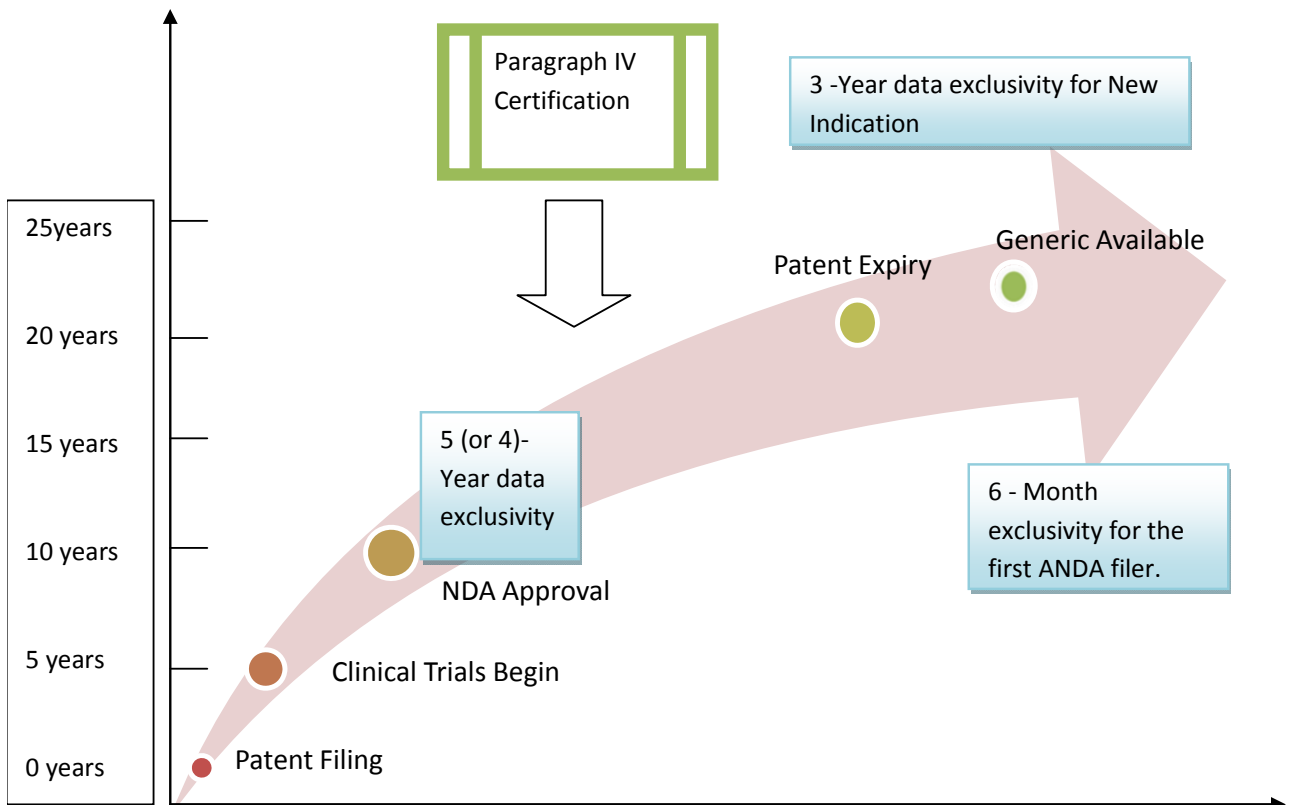 Paragraph IV
Certification
3 -Year data exclusivity for New
Indication
25years
Generic Available
Patent Expiry
20 years
15 years
5 (or 4)-
Year data
exclusivity
6 - Month
exclusivity for the
first ANDA filer.
10 years
NDA Approval
5 years
Clinical Trials Begin
0 years
Patent Filing